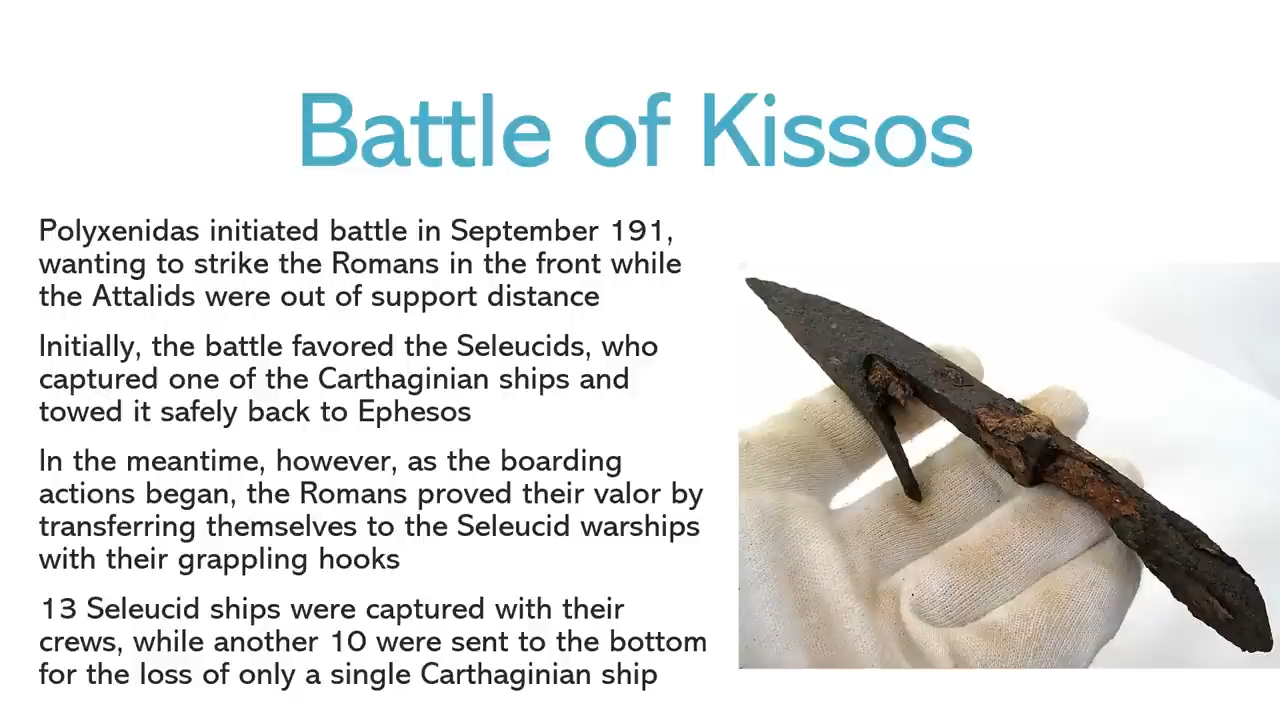 Battle of Kissos
Polyxenidas initiated battle in September 191,
wanting to strike the Romans in the front while
the Attalids were out of support distance
Initially, the battle favored the Seleucids, who
captured one of the Carthaginian ships and
towed it safely back to Ephesos
In the meantime, however, as the boarding
actions began, the Romans proved their valor by
transferring themselves to the Seleucid warships
with their grappling hooks
13 Seleucid ships were captured with their
crews, while another 10 were sent to the bottom
for the loss of only a single Carthaginian ship